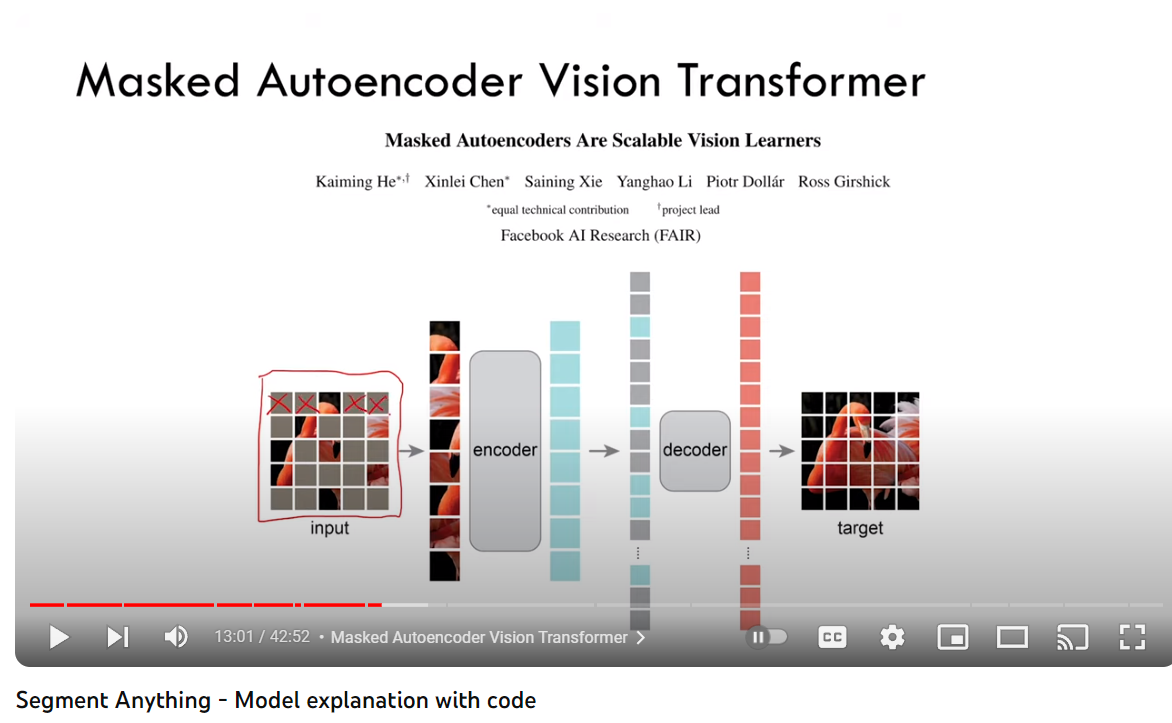 Masked Autoencoder Vision Transformer
Masked Autoencoders Are Scalable Vision Learners
Kaiming He*,† Xinlei Chen* Saining Xie Yanghao Li Piotr Dollár Ross Girshick
*equal technical contribution †project lead
Facebook AI Research (FAIR)
encoder
decoder
input
target
13:01 / 42:52 • Masked Autoencoder Vision Transformer
CC
Segment Anything - Model explanation with code